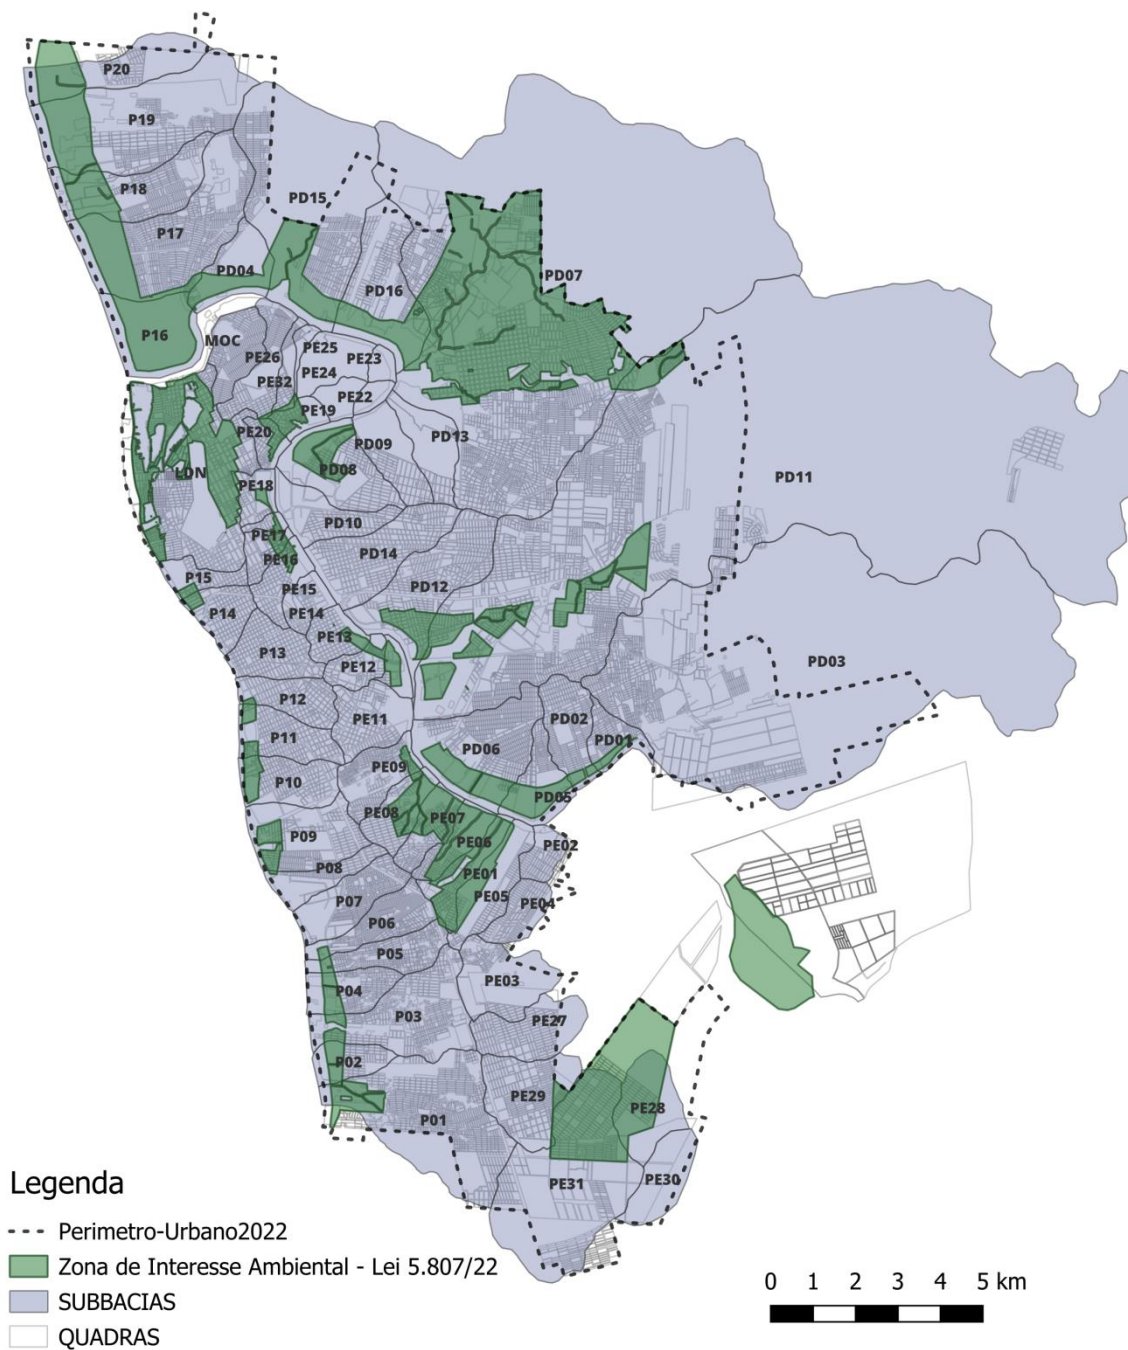 P20
P19
PD15
P18
P17
PD04
PD07
PD16
P16
MOC
PE25
PE26
PE23
PE24
PE32
PE22
PE19
PE20
PD09
PD13
PD08
LDN
PE18
PD11
PD10
PE17
PD14
PE16
P15
PE15
PD12
P14
PE14
PE13
P13
PE12
PD03
P12
PE11
PD02
P11
PD01
PD06
PE09
P10
PD05
PE08
PE07
P09
PE06
PE02
P08
PE01
PE05
PE04
P07
P06
P05
PE03
P04
P03
PE27
P02
PE29
PE28
P01
PE31
PE30
Legenda
Perimetro-Urbano2022
Zona de Interesse Ambiental - Lei 5.807/22
SUBBACIAS
QUADRAS
0 1 2 3 4 5 km